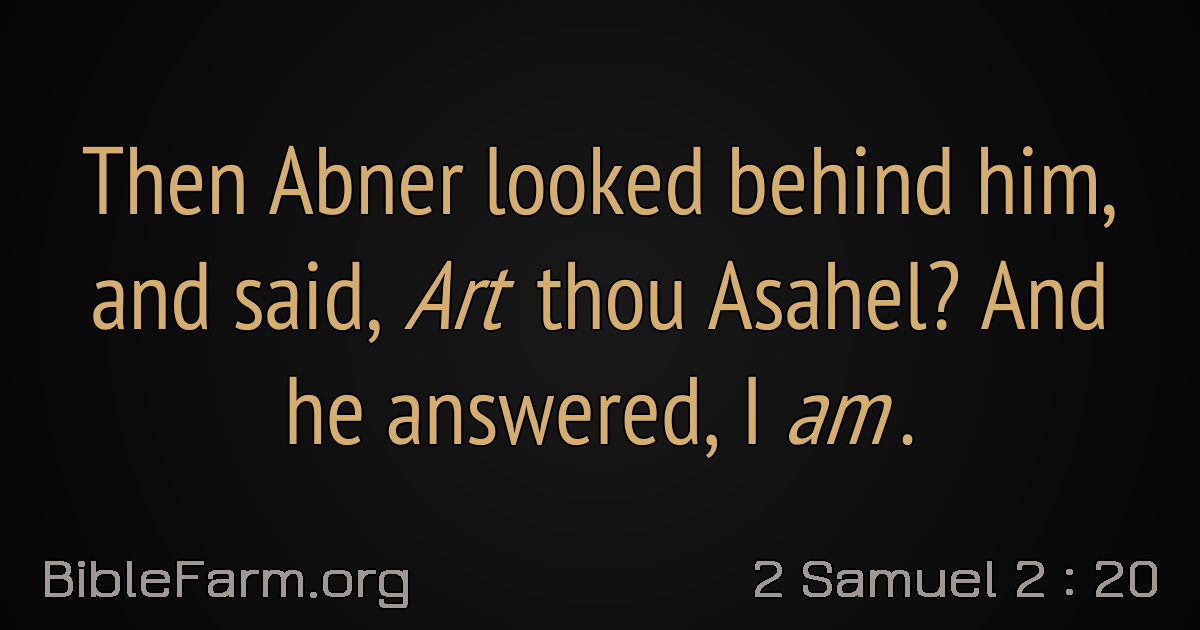 Then Abner looked behind him,
and said, Art thou Asahel? And
he answered, I am.
BibleFarm.org
2 Samuel 2 : 20